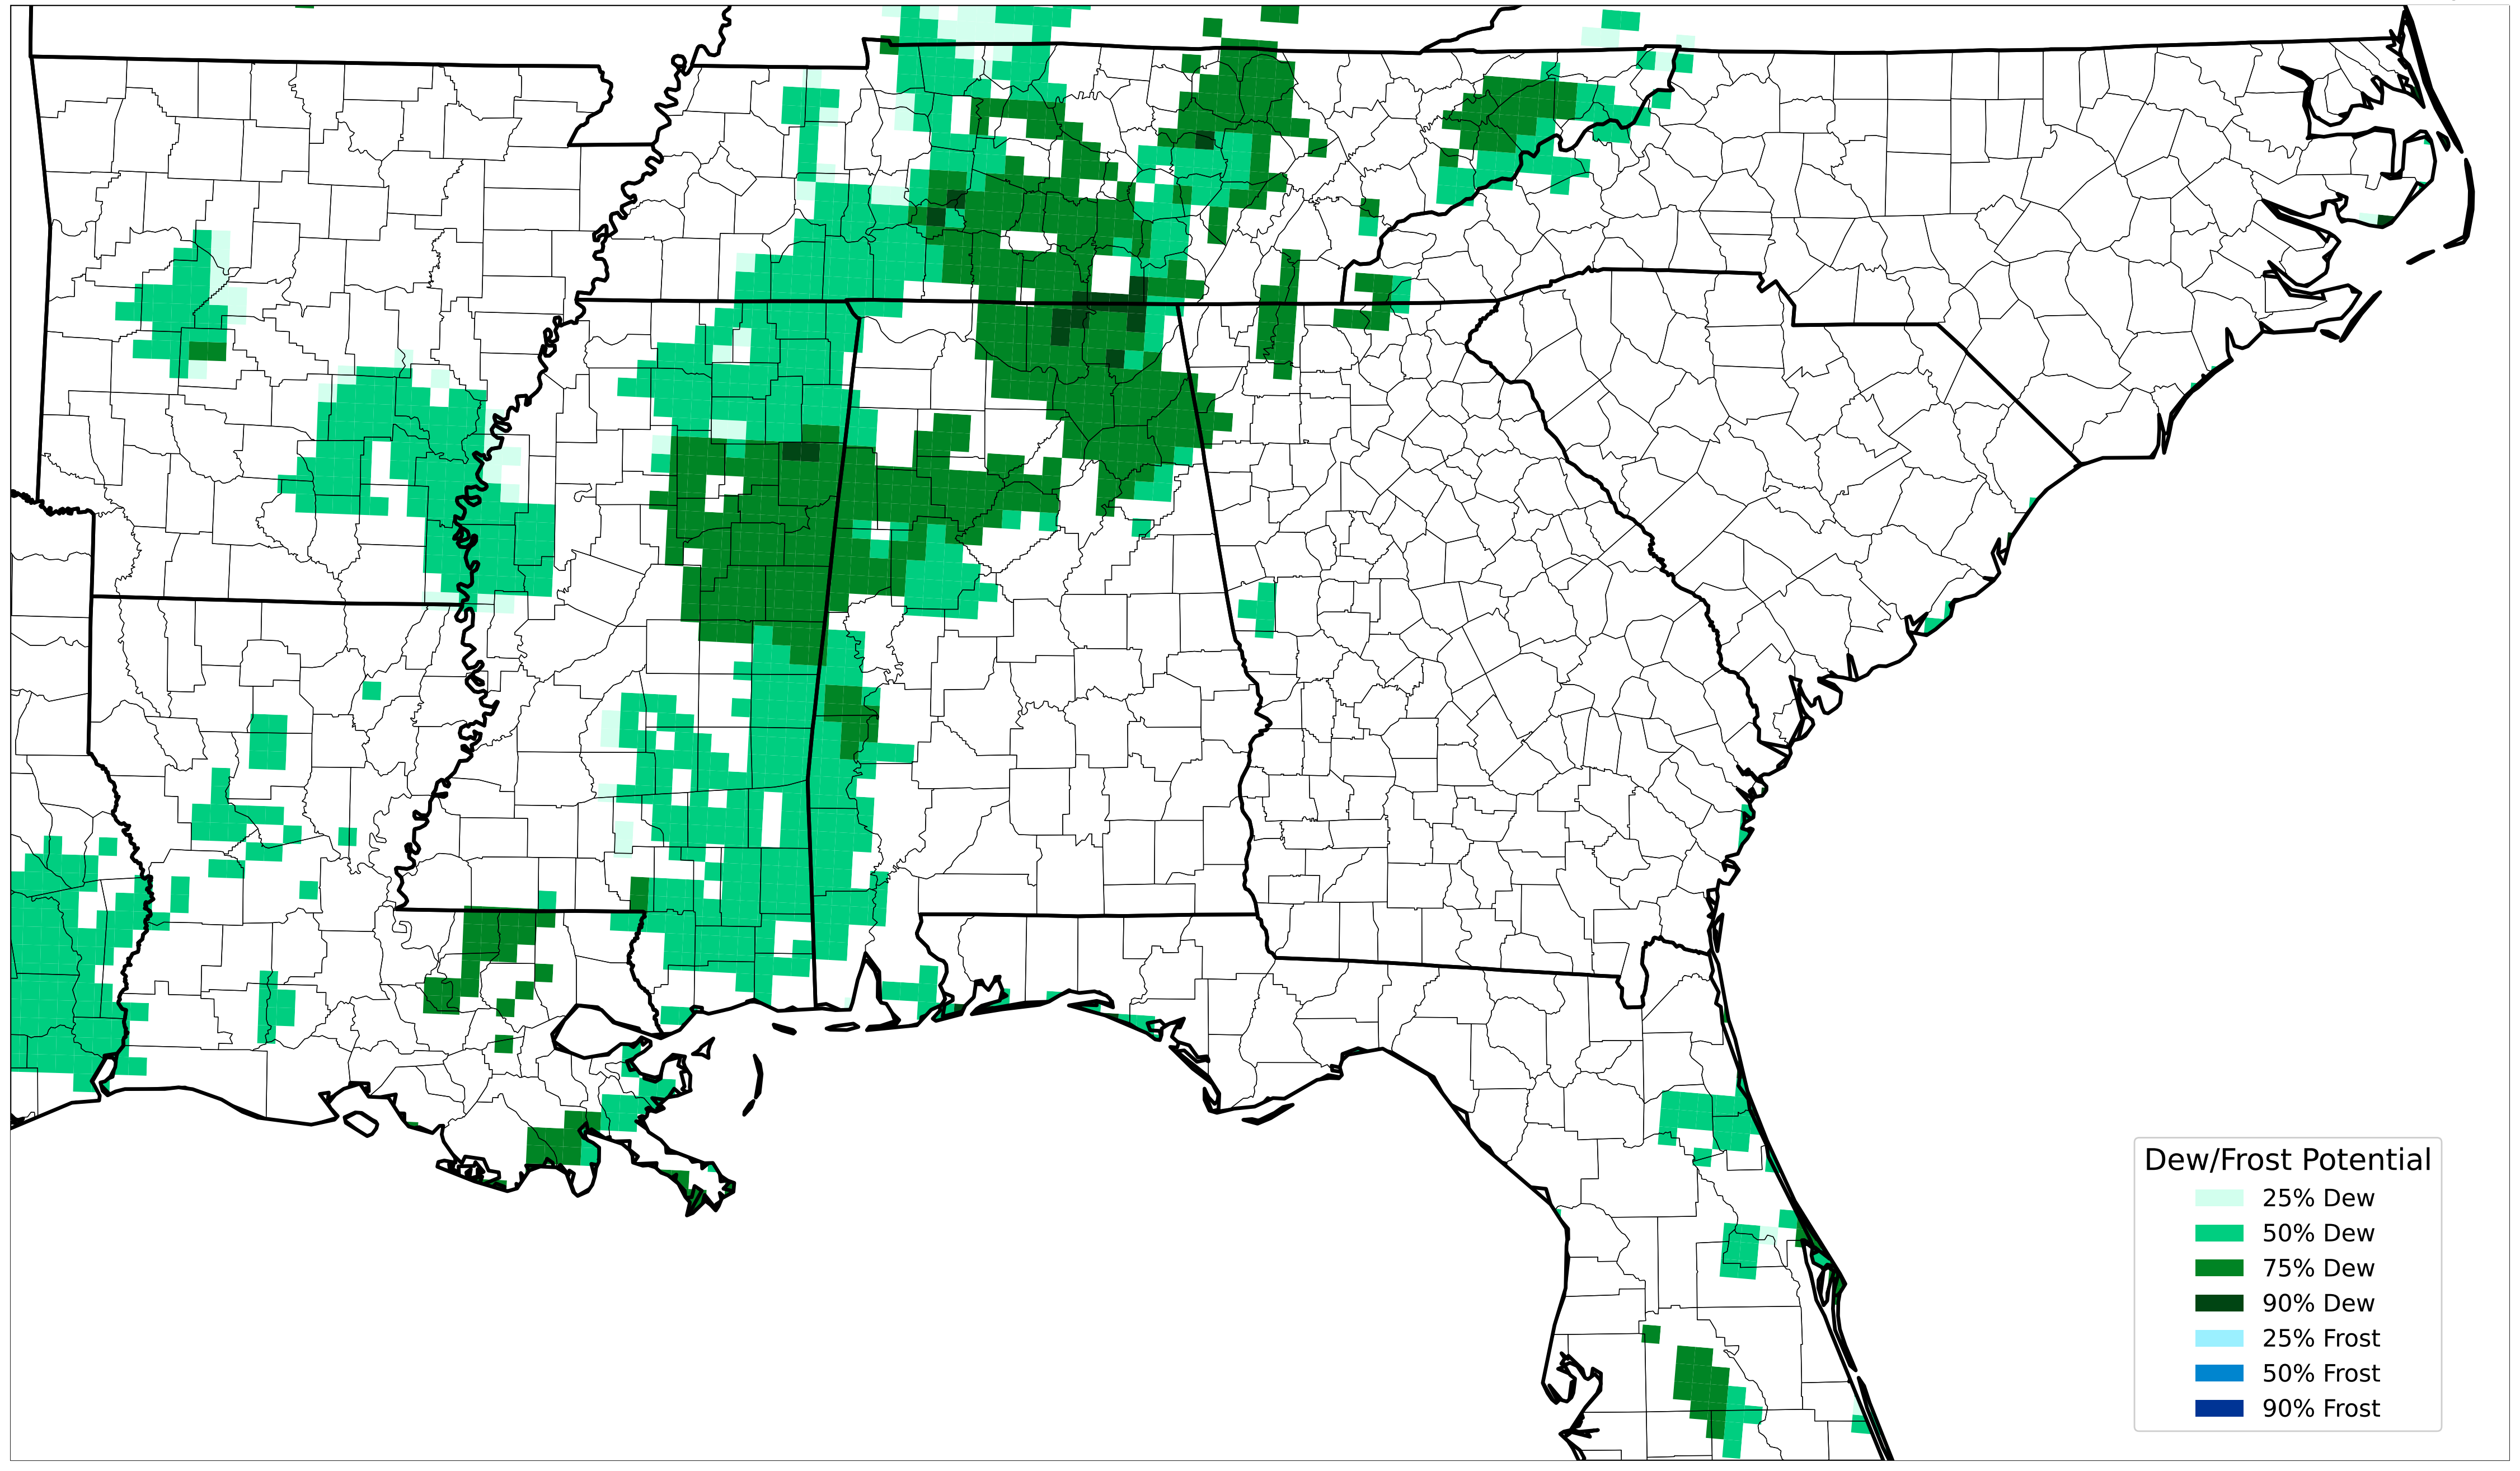 Dew/Frost Potential
25% Dew
50% Dew
75% Dew
90% Dew
25% Frost
50% Frost
90% Frost